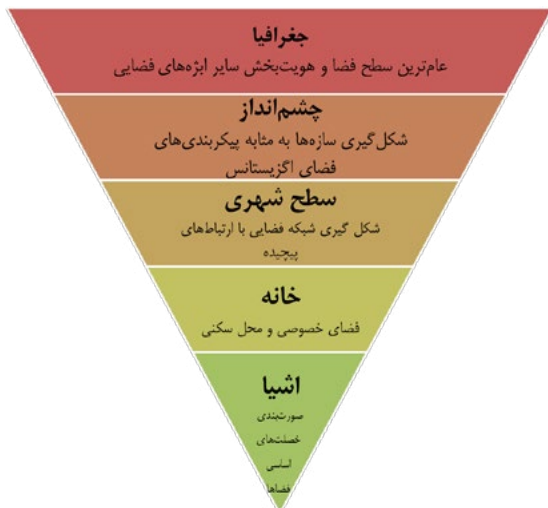 جغرافیا
عام‌ترین سطح فضا و هویت‌بخش سایر ابژه‌های فضایی
چشم‌انداز
شکل‌گیری سازه‌ها به مثابه پیکربندی‌های
فضای اگزیستانس
سطح شهری
شکل گیری شبکه فضایی با ارتباط‌های
پیچیده
خانه
فضای خصوصی و محل سکنی
اشیا
صورت‌بندی
خصلت‌های
اساسی
فضاها